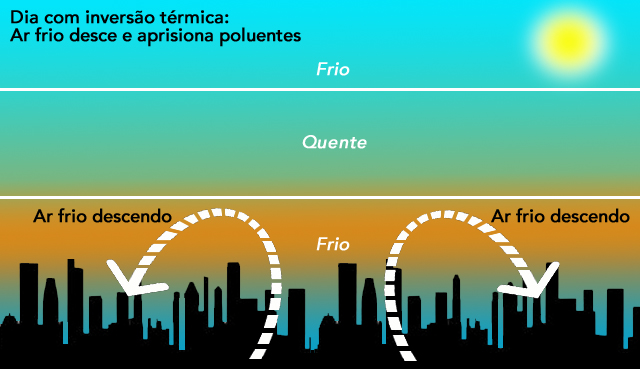 Dia com inversão térmica:
Ar frio desce e aprisiona poluentes
Frio
Quente
Ar frio descendo
Ar frio descendo
Frio